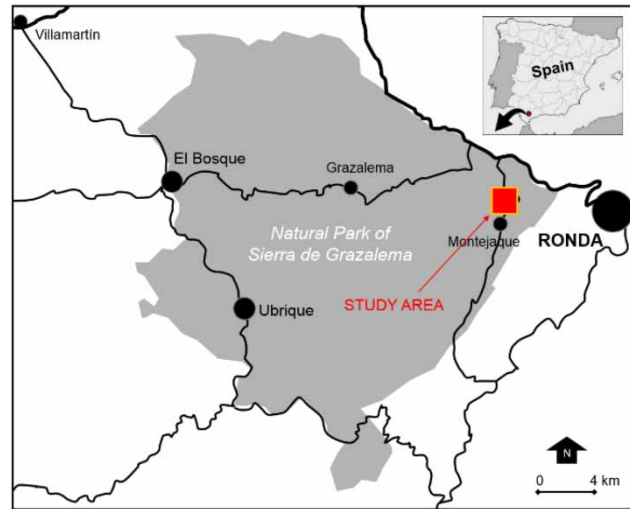 Villamartín
Spain
El Bosque
Grazalema
Natural Park of
Sierra de Grazalema
Montejaque
RONDA
STUDY AREA
Ubrique
N
0 4 km